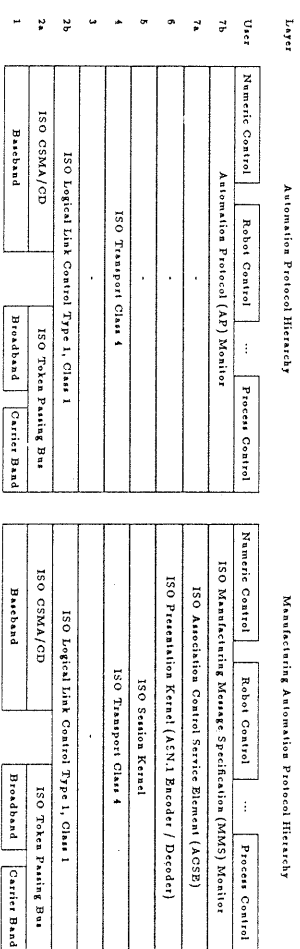 Layer Automation Protocol Hierarchy Manufacturing Automation Protocol Hierarchy
User Numeric Control Robot Control ... Process Control Numeric Control Robot Control ... Process Control
7b Automation Protocol (AP) Monitor ISO Manufacturing Message Specification (MMS) Monitor
7a - ISO Association Control Service Element (ACSE)
6 - ISO Presentation Kernel (ASN.1 Encoder / Decoder)
5 - ISO Session Kernel
4 ISO Transport Class 4 ISO Transport Class 4
3 - -
2b ISO Logical Link Control Type 1, Class 1 ISO Logical Link Control Type 1, Class 1
2a ISO CSMA/CD ISO Token Passing Bus ISO CSMA/CD ISO Token Passing Bus
1 Baseband Broadband Carrier Band Baseband Broadband Carrier Band